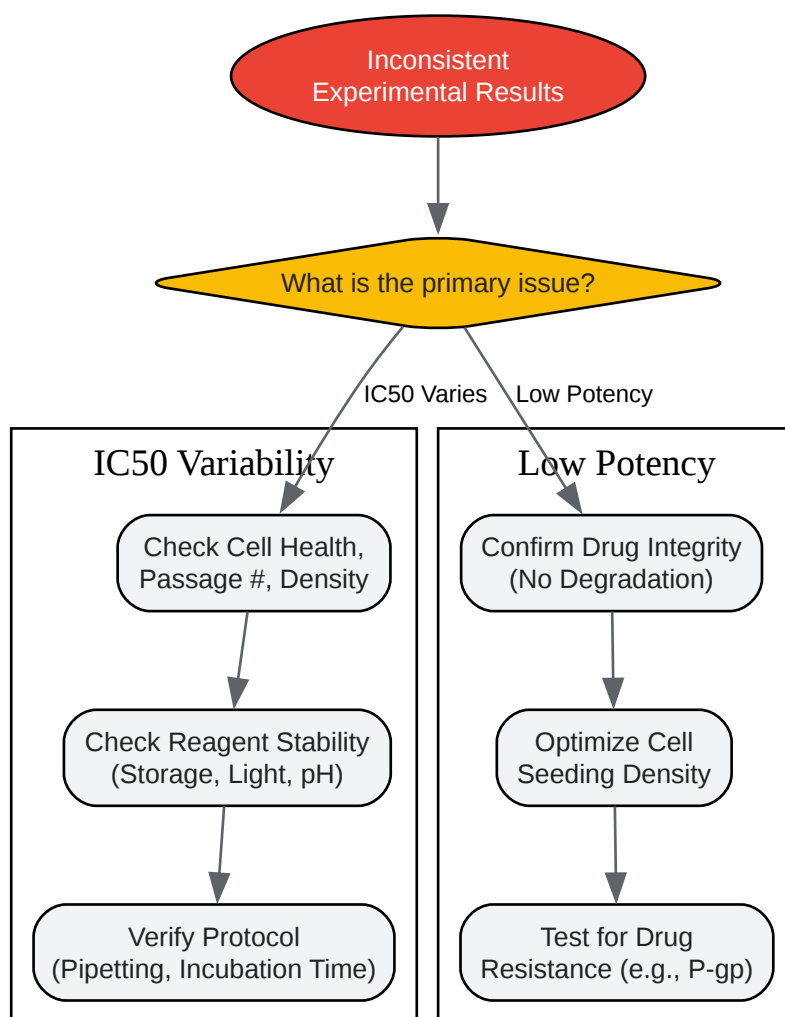 Inconsistent
Experimental Results
What is the primary issue?
IC50 Varies
Low Potency
IC50 Variability
Check Cell Health,
Passage #, Density
Check Reagent Stability
(Storage, Light, pH)
Verify Protocol
(Pipetting, Incubation Time)
Low Potency
Confirm Drug Integrity
(No Degradation)
Optimize Cell
Seeding Density
Test for Drug
Resistance (e.g., P-gp)